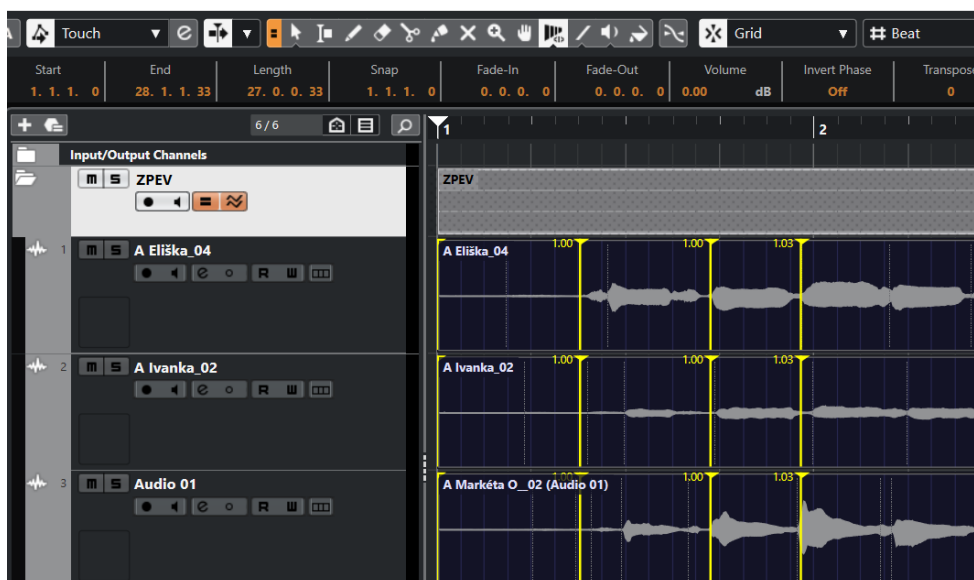 Touch e Grid Beat
Start End Length Snap Fade-In Fade-Out Volume Invert Phase Transpose
1. 1. 1. 0 28. 1. 1. 33 27. 0. 0. 33 1. 1. 1. 0 0. 0. 0. 0 0. 0. 0. 0 0.00 dB Off 0
6/6 1 2
Input/Output Channels
m S ZPEV ZPEV
1 m S A Eliška_04 A Eliška_04 1.00 1.00 1.03
e R W
2 m S A Ivanka_02 A Ivanka_02 1.00 1.00 1.03
e R W
3 m S Audio 01 A Markéta O_02 (Audio 01) 1.00 1.00 1.03
e R W